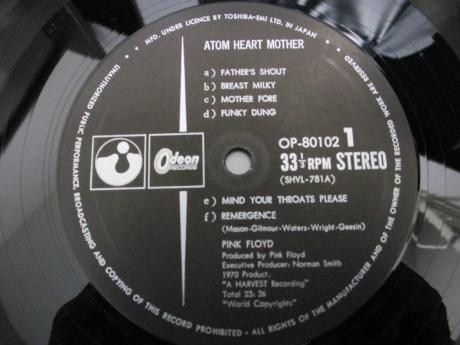 • MFD. UNDER LICENCE BY TOSHIBA-EMI LTD. IN JAPAN •
ATOM HEART MOTHER
a) FATHER'S SHOUT
b) BREAST MILKY
c) MOTHER FORE
d) FUNKY DUNG
OP-80102 1
33 1/3 RPM STEREO
(SHVL-781A)
Odeon
RECORDS
e) MIND YOUR THROATS PLEASE
f) REMERGENCE
(Mason-Gilmour-Waters-Wright-Geesin)
PINK FLOYD
Produced by Pink Floyd
Executive Producer: Norman Smith
1970 Product.
"A HARVEST Recording"
Total 23:36
"World Copyrights"
UNAUTHORIZED PUBLIC PERFORMANCE, BROADCASTING AND COPYING OF THIS RECORD PROHIBITED • ALL RIGHTS OF THE MANUFACTURER AND OF THE OWNER OF THE RECORDED WORK ARE RESERVED